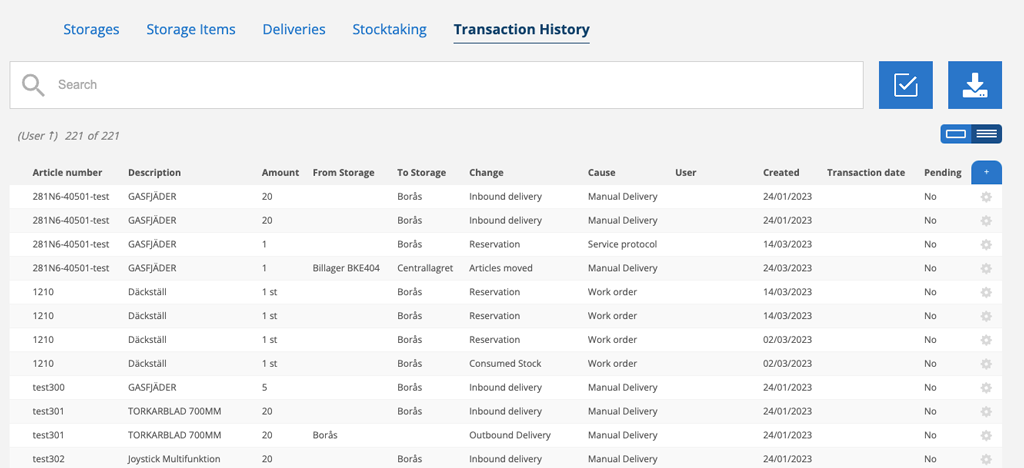 Storages Storage Items Deliveries Stocktaking Transaction History
Search
(User ↑) 221 of 221
Article number Description Amount From Storage To Storage Change Cause User Created Transaction date Pending +
281N6-40501-test GASFJÄDER 20 Borås Inbound delivery Manual Delivery 24/01/2023 No
281N6-40501-test GASFJÄDER 20 Borås Inbound delivery Manual Delivery 24/01/2023 No
281N6-40501-test GASFJÄDER 1 Borås Reservation Service protocol 14/03/2023 No
281N6-40501-test GASFJÄDER 1 Billager BKE404 Centrallagret Articles moved Manual Delivery 24/03/2023 No
1210 Däckställ 1 st Borås Reservation Work order 14/03/2023 No
1210 Däckställ 1 st Borås Reservation Work order 14/03/2023 No
1210 Däckställ 1 st Borås Reservation Work order 02/03/2023 No
1210 Däckställ 1 st Borås Consumed Stock Work order 02/03/2023 No
test300 GASFJÄDER 5 Borås Inbound delivery Manual Delivery 24/01/2023 No
test301 TORKARBLAD 700MM 20 Borås Inbound delivery Manual Delivery 24/01/2023 No
test301 TORKARBLAD 700MM 20 Borås Outbound Delivery Manual Delivery 24/01/2023 No
test302 Joystick Multifunktion 20 Borås Inbound delivery Manual Delivery 24/01/2023 No